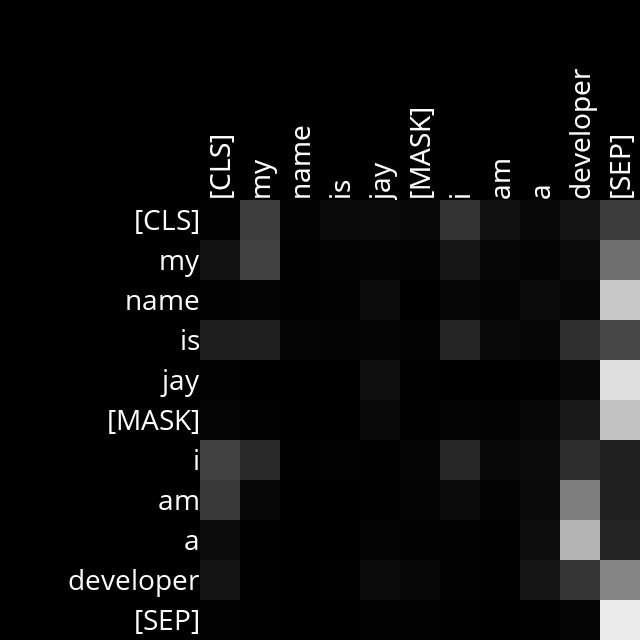 [CLS] my name is jay [MASK] i am a developer [SEP]
[CLS]
my
name
is
jay
[MASK]
i
am
a
developer
[SEP]